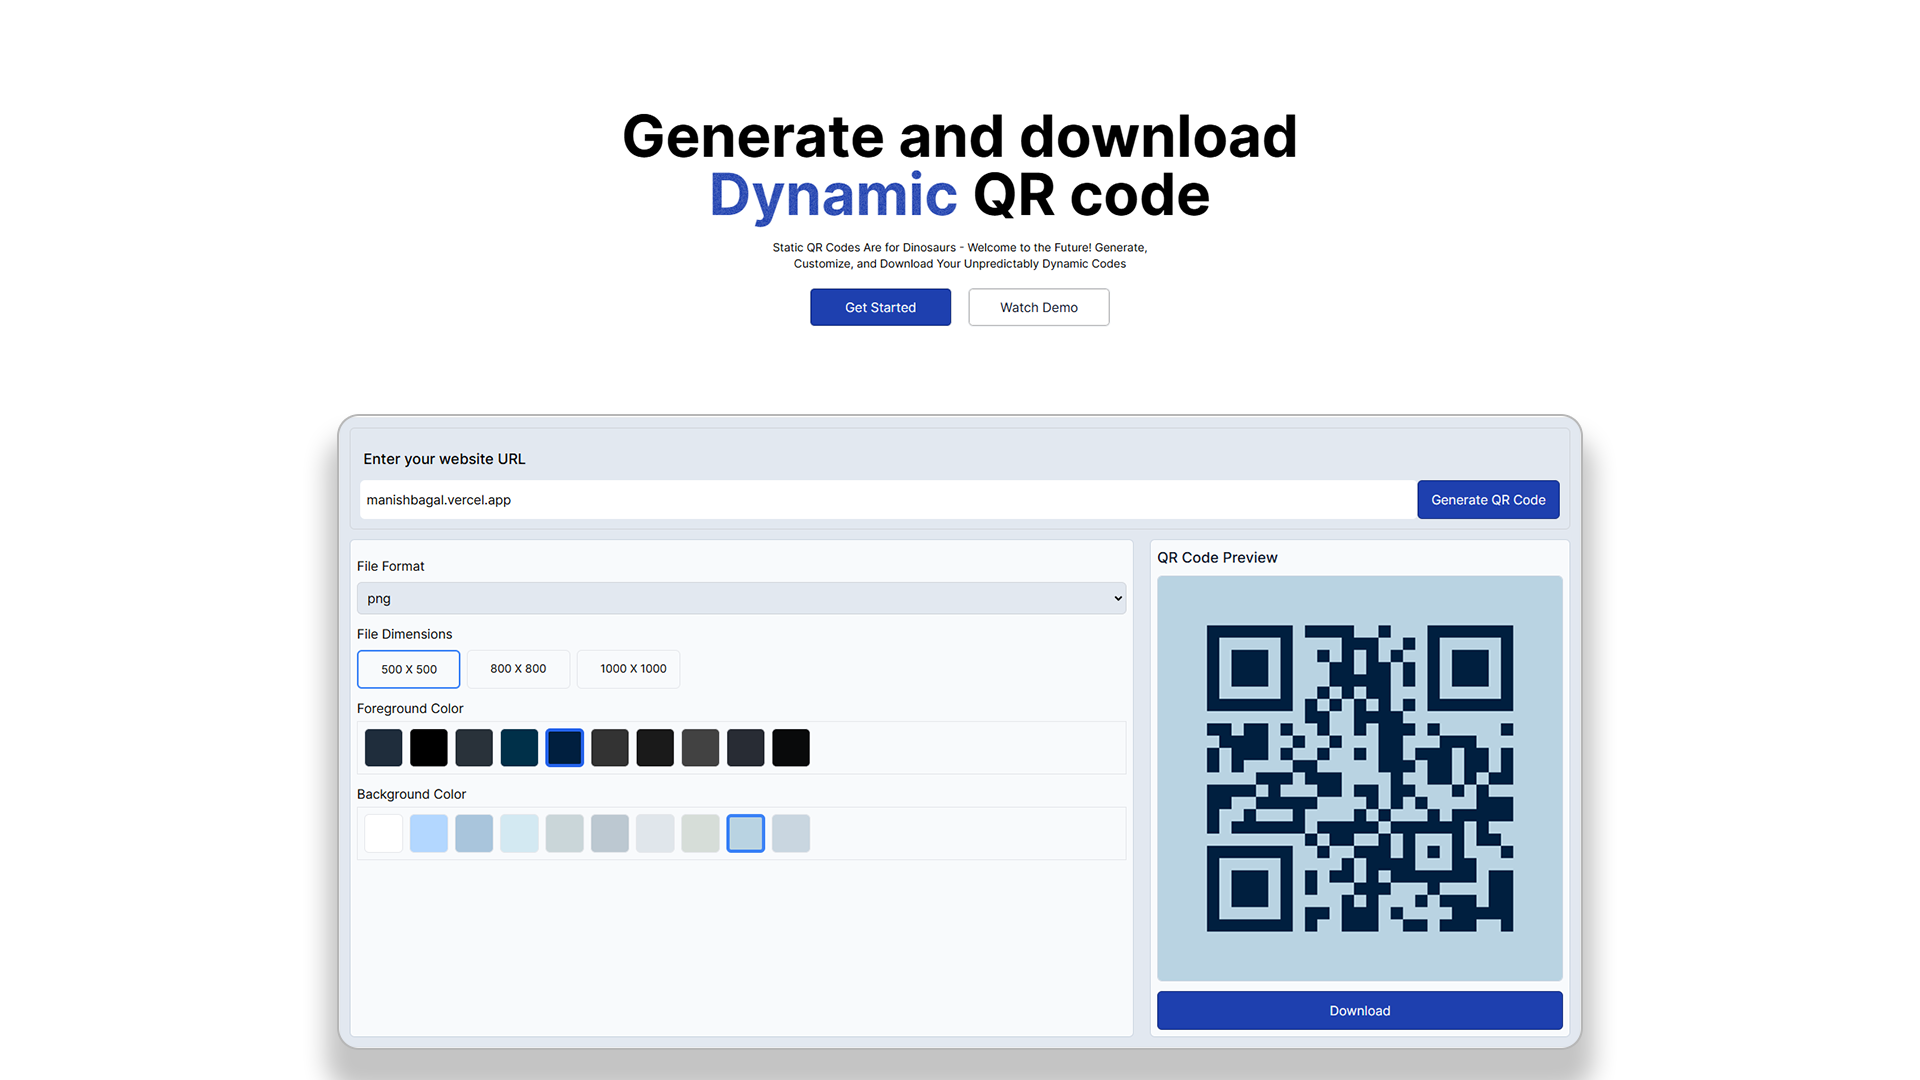 Generate and download
Dynamic QR code
Static QR Codes Are for Dinosaurs - Welcome to the Future! Generate,
Customize, and Download Your Unpredictably Dynamic Codes
Get Started
Watch Demo
Enter your website URL
manishbagal.vercel.app
Generate QR Code
File Format
png
File Dimensions
500 X 500
800 X 800
1000 X 1000
Foreground Color
Background Color
QR Code Preview
Download